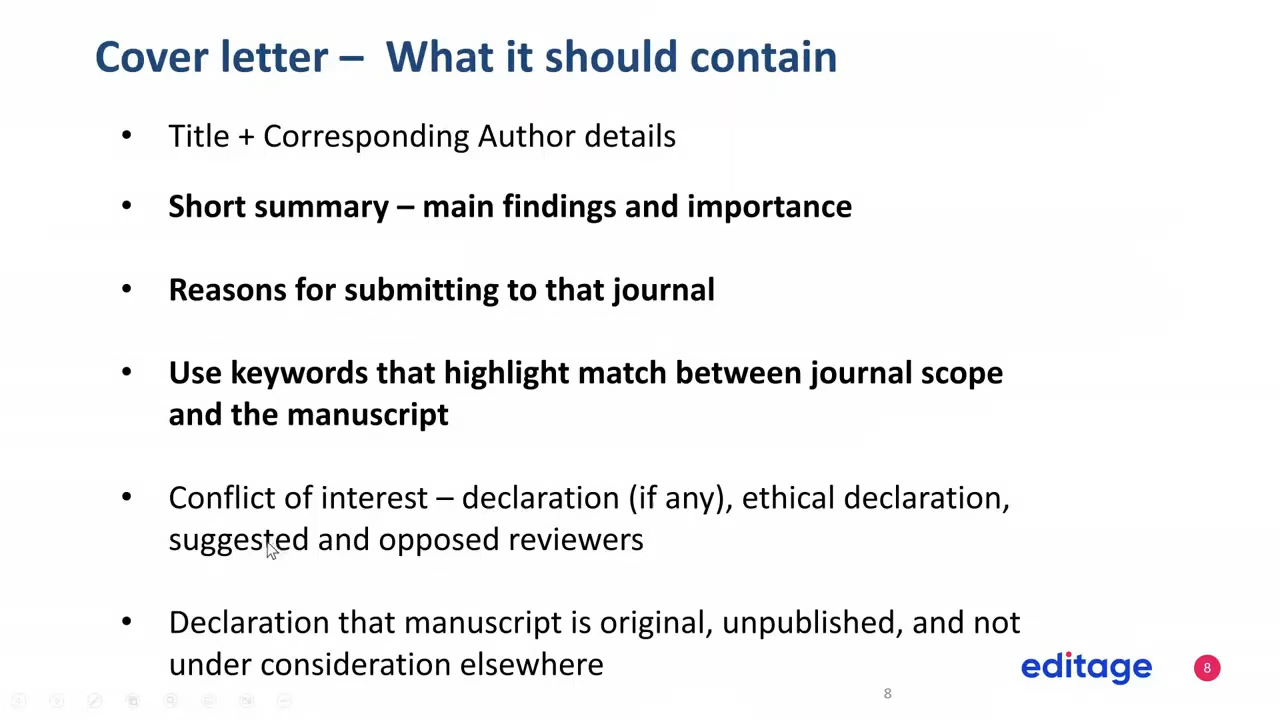 Cover letter – What it should contain
• Title + Corresponding Author details
• Short summary – main findings and importance
• Reasons for submitting to that journal
• Use keywords that highlight match between journal scope
and the manuscript
• Conflict of interest – declaration (if any), ethical declaration,
suggested and opposed reviewers
• Declaration that manuscript is original, unpublished, and not
under consideration elsewhere
editage
8
8